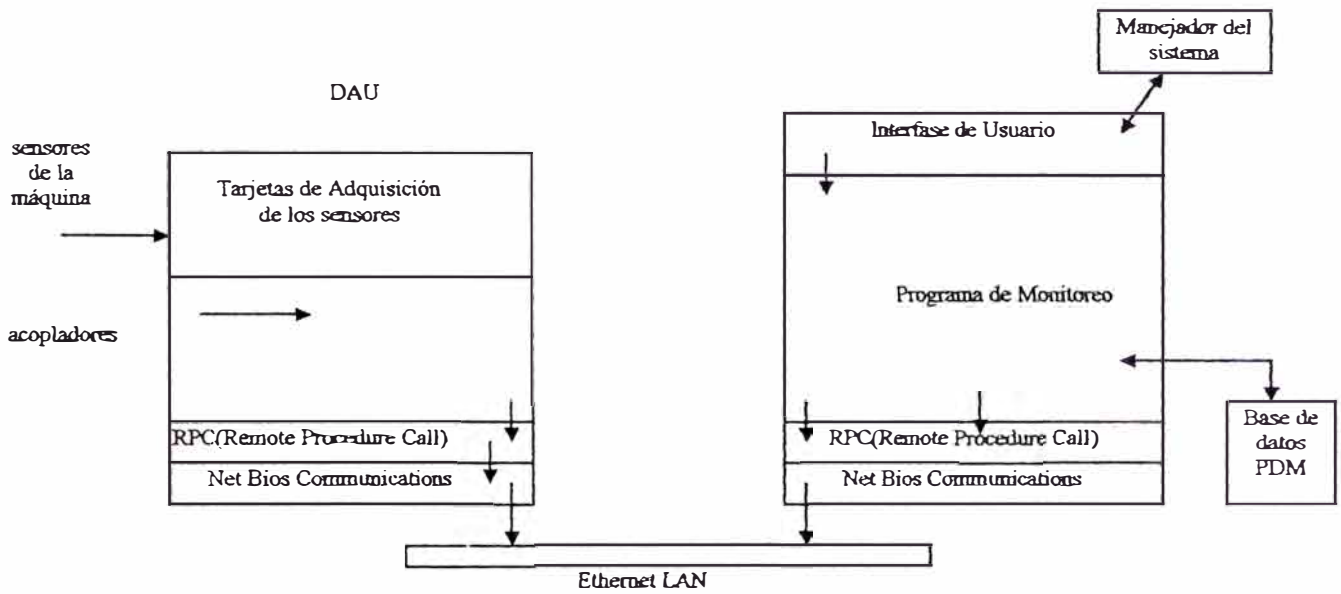 Manejador del
sistema
DAU
Interfase de Usuario
sensores
de la
máquina
Tarjetas de Adquisición
de los sensores
Programa de Monitoreo
acopladores
RPC(Remote Procedure Call)
Net Bios Communications
RPC(Remote Procedure Call)
Net Bios Communications
Base de
datos
PDM
Ethernet LAN